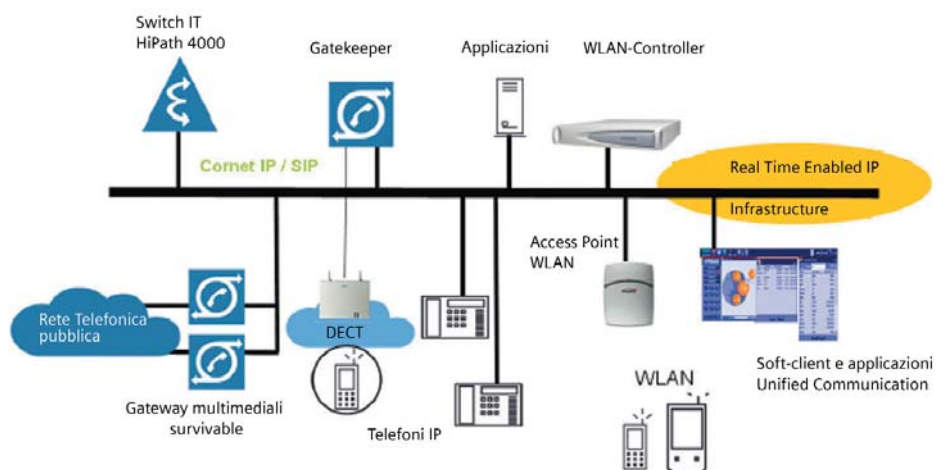 Switch IT
HiPath 4000
Gatekeeper
Applicazioni
WLAN-Controller
Cornet IP / SIP
Real Time Enabled IP
Infrastructure
Access Point
WLAN
Rete Telefonica
pubblica
DECT
Gateway multimediali
survivable
Telefoni IP
WLAN
Soft-client e applicazioni
Unified Communication